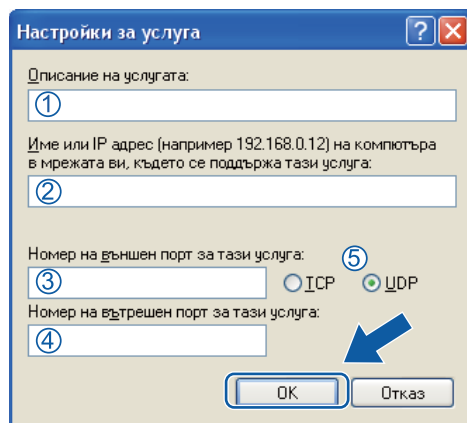 Настройки за услуга
Описание на услугата:
①
Име или IP адрес (например 192.168.0.12) на компютъра
в мрежата ви, където се поддържа тази услуга:
②
Номер на външен порт за тази услуга:
⑤
③
TCP
UDP
Номер на вътрешен порт за тази услуга:
④
OK
Отказ